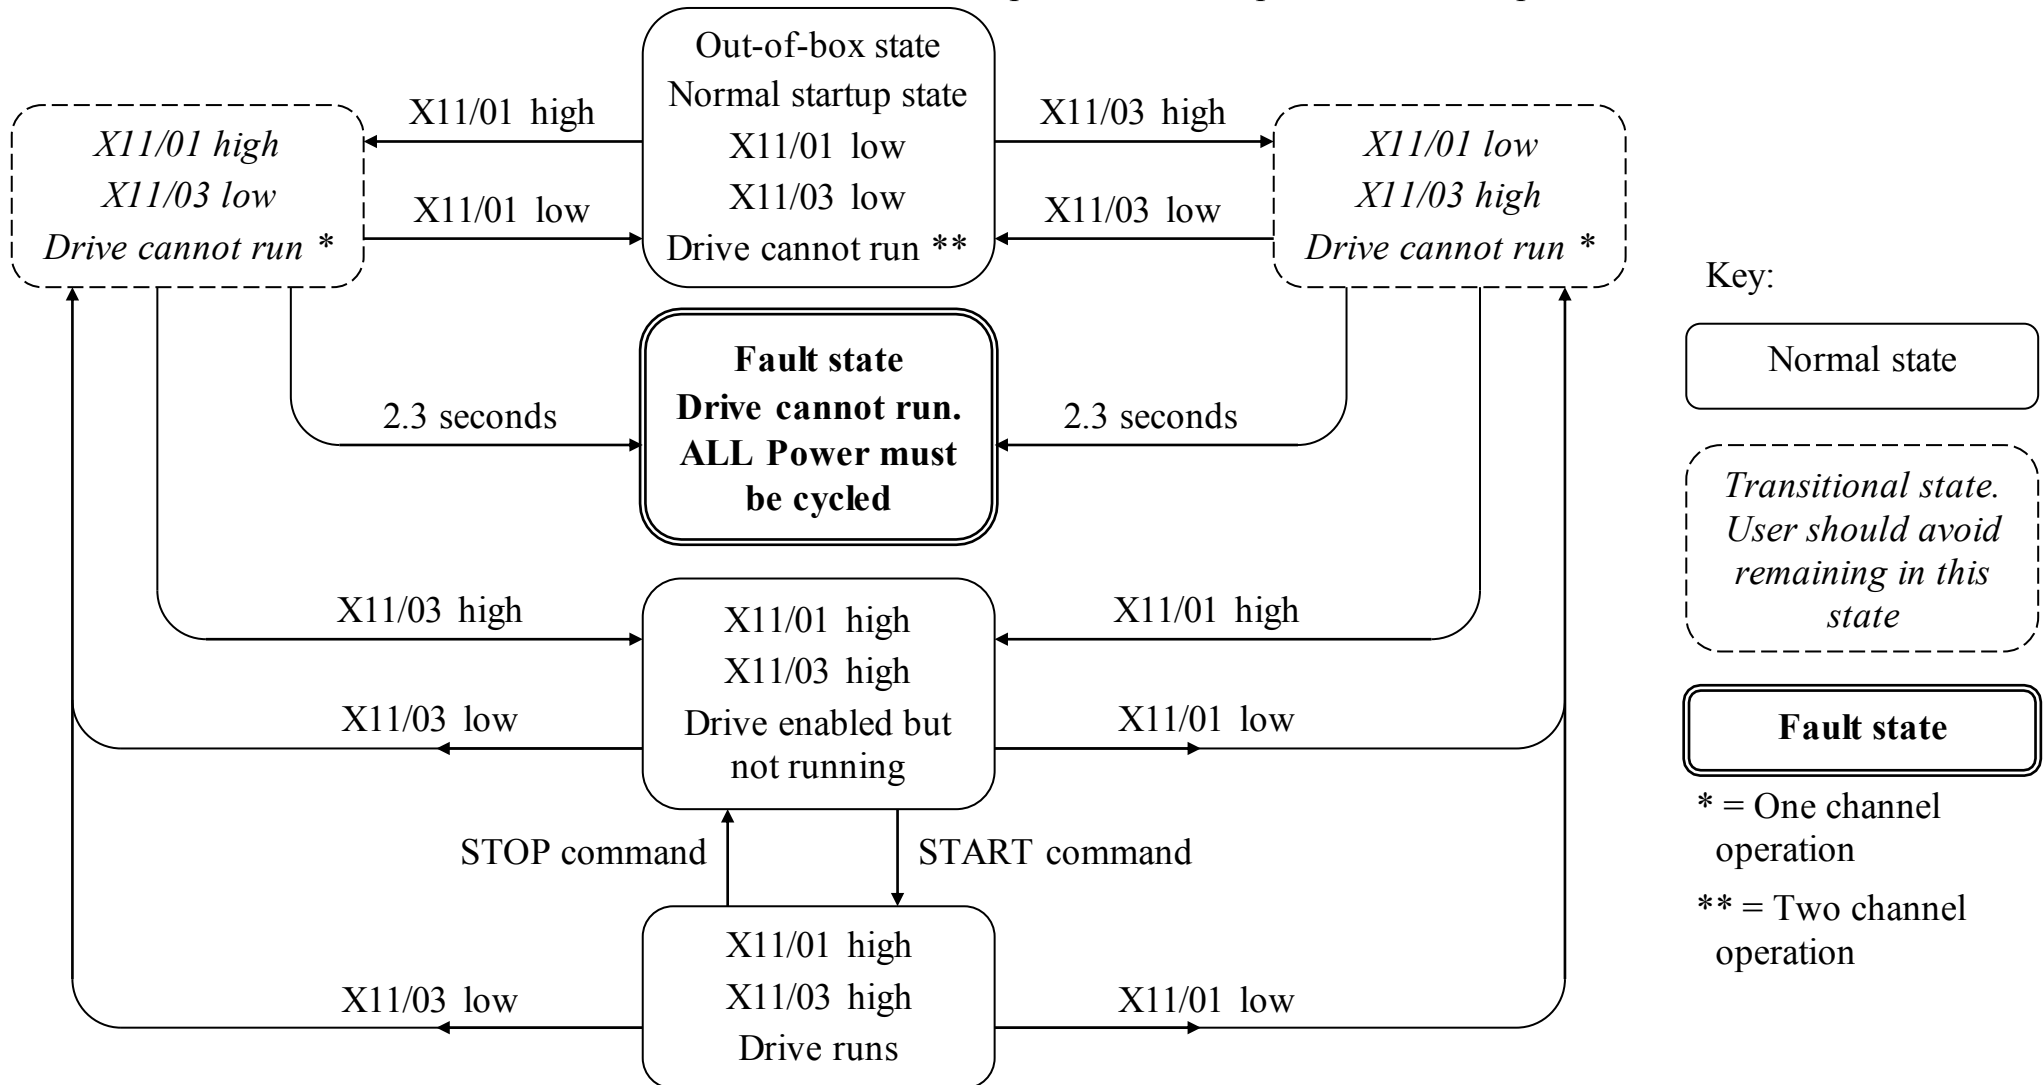 Out-of-box state
Normal startup state
X11/01 low
X11/03 low
Drive cannot run **
X11/01 high
X11/01 low
X11/03 high
X11/03 low
X11/01 high
X11/03 low
Drive cannot run *
X11/01 low
X11/03 high
Drive cannot run *
2.3 seconds
Fault state
Drive cannot run.
ALL Power must
be cycled
2.3 seconds
X11/03 high
X11/03 low
X11/01 high
X11/03 high
Drive enabled but
not running
X11/01 high
X11/01 low
STOP command
START command
X11/03 low
X11/01 high
X11/03 high
Drive runs
X11/01 low
Key:
Normal state
Transitional state.
User should avoid
remaining in this
state
Fault state
* = One channel
operation
** = Two channel
operation